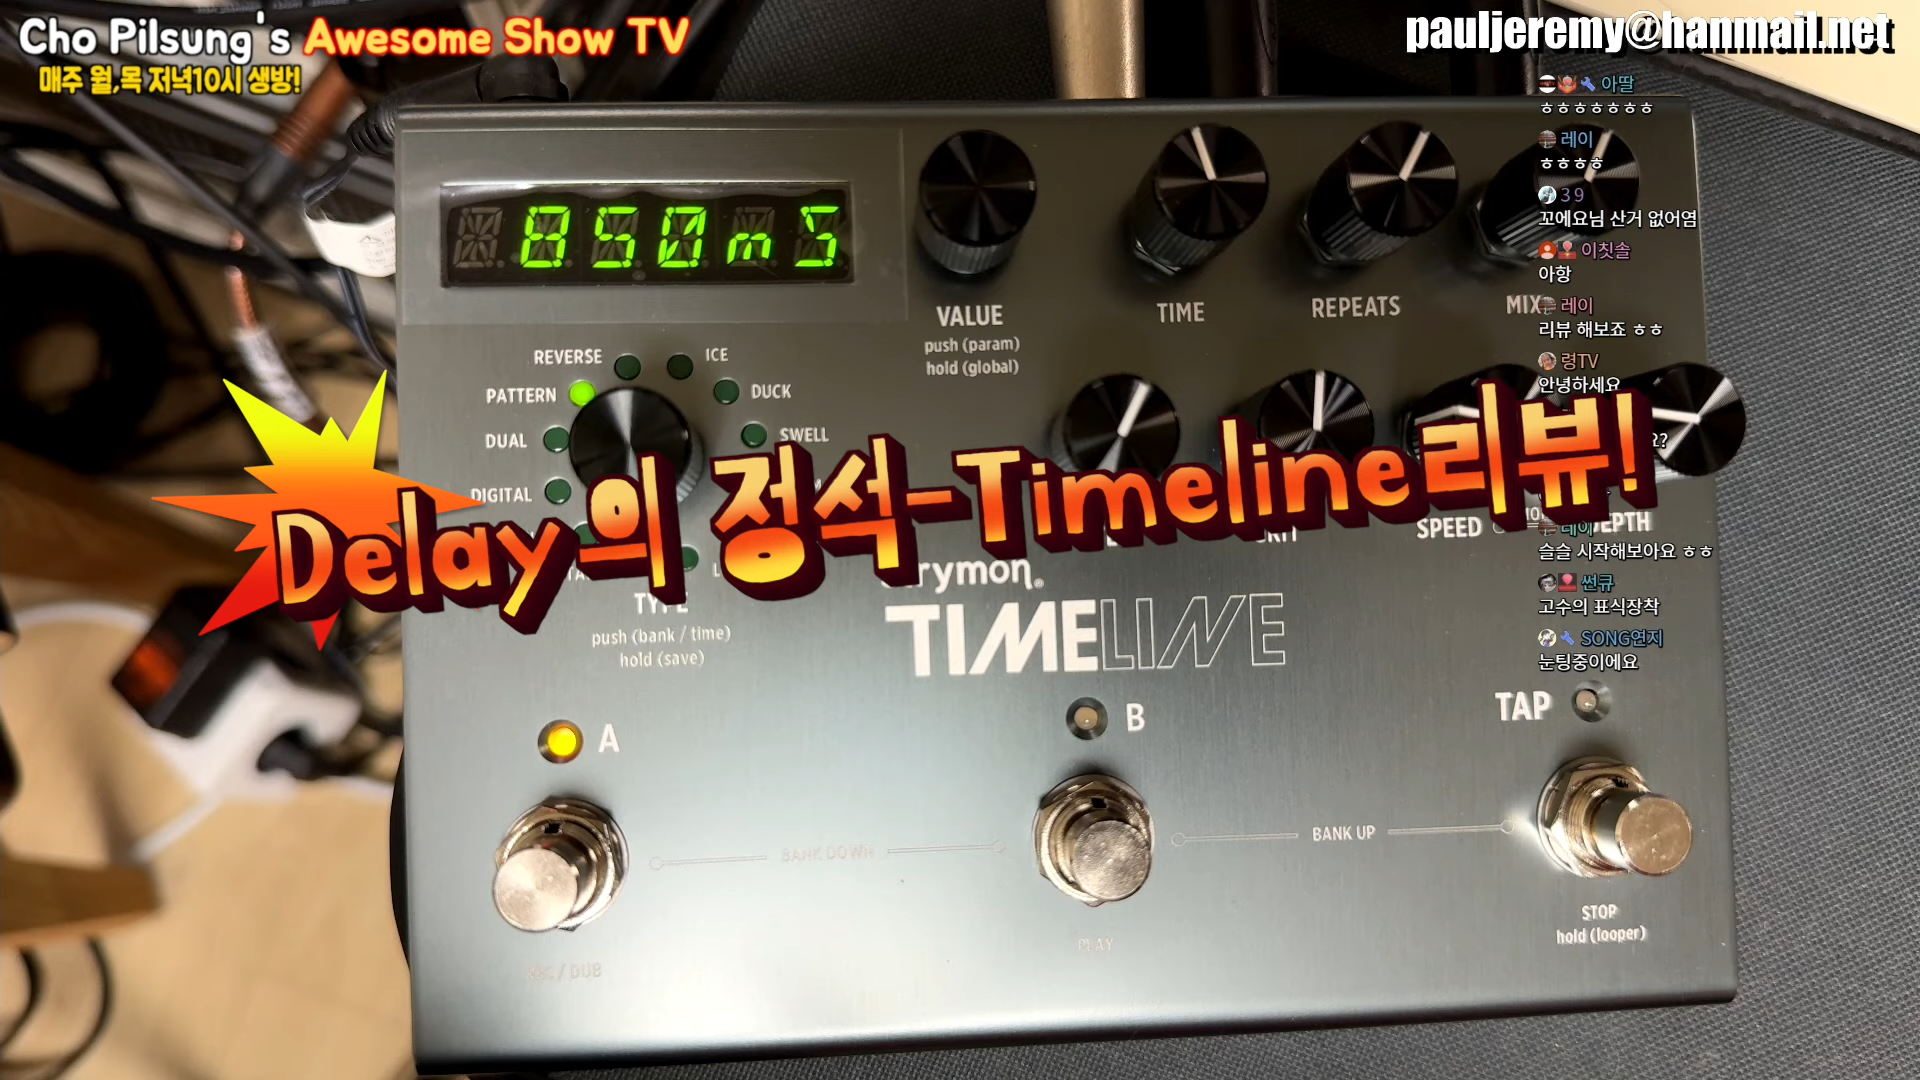 Cho Pilsung's Awesome Show TV
매주 월,목 저녁10시 생방!
pauljeremy@hanmail.net
아딸
ㅎㅎㅎㅎㅎㅎㅎ
레이
ㅎㅎㅎㅎ
3 9
꼬에요님 산거 없어염
이칫솔
아항
레이
리뷰 해보죠 ㅎㅎ
령TV
안녕하세요
레이
슬슬 시작해보아요 ㅎㅎ
썬큐
고수의 표식장착
SONG연지
눈팅중이에요
850mS
VALUE
push (param)
hold (global)
TIME
REPEATS
MIX
REVERSE
ICE
PATTERN
DUCK
DUAL
SWELL
DIGITAL
Delay의 정석-Timeline리뷰!
SPEED
TYPE
push (bank / time)
hold (save)
TIMELINE
A
B
TAP
BANK DOWN
BANK UP
REC / DUB
PLAY
STOP
hold (looper)